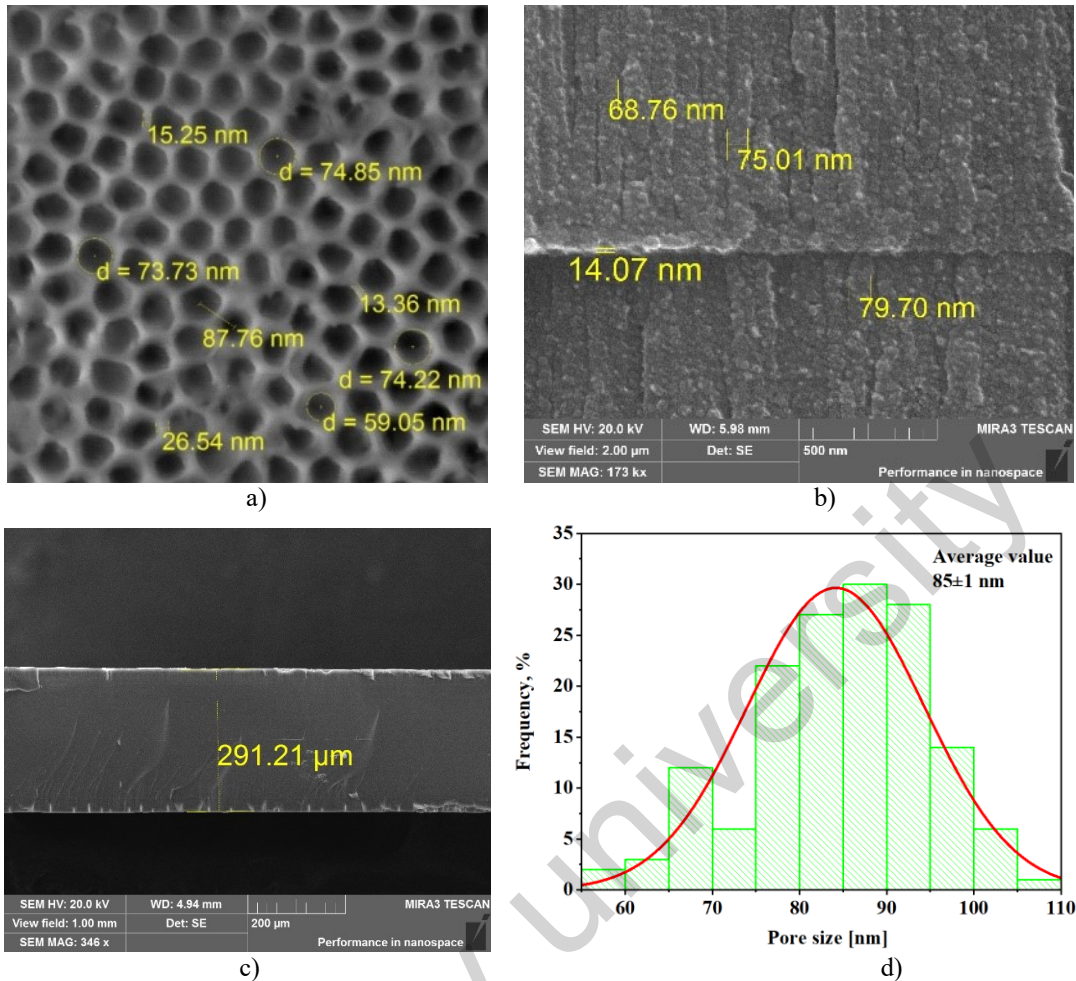 15.25 nm
d = 74.85 nm
d = 73.73 nm
13.36 nm
87.76 nm
d = 74.22 nm
d = 59.05 nm
26.54 nm
a)
68.76 nm
75.01 nm
14.07 nm
79.70 nm
SEM HV: 20.0 kV
WD: 5.98 mm
MIRA3 TESCAN
View field: 2.00 µm
Det: SE
500 nm
SEM MAG: 173 kx
Performance in nanospace
b)
291.21 µm
SEM HV: 20.0 kV
WD: 4.94 mm
MIRA3 TESCAN
View field: 1.00 mm
Det: SE
200 µm
SEM MAG: 346 x
Performance in nanospace
c)
Average value
85±1 nm
Frequency, %
35
30
25
20
15
10
5
0
60 70 80 90 100 110
Pore size [nm]
d)
y university